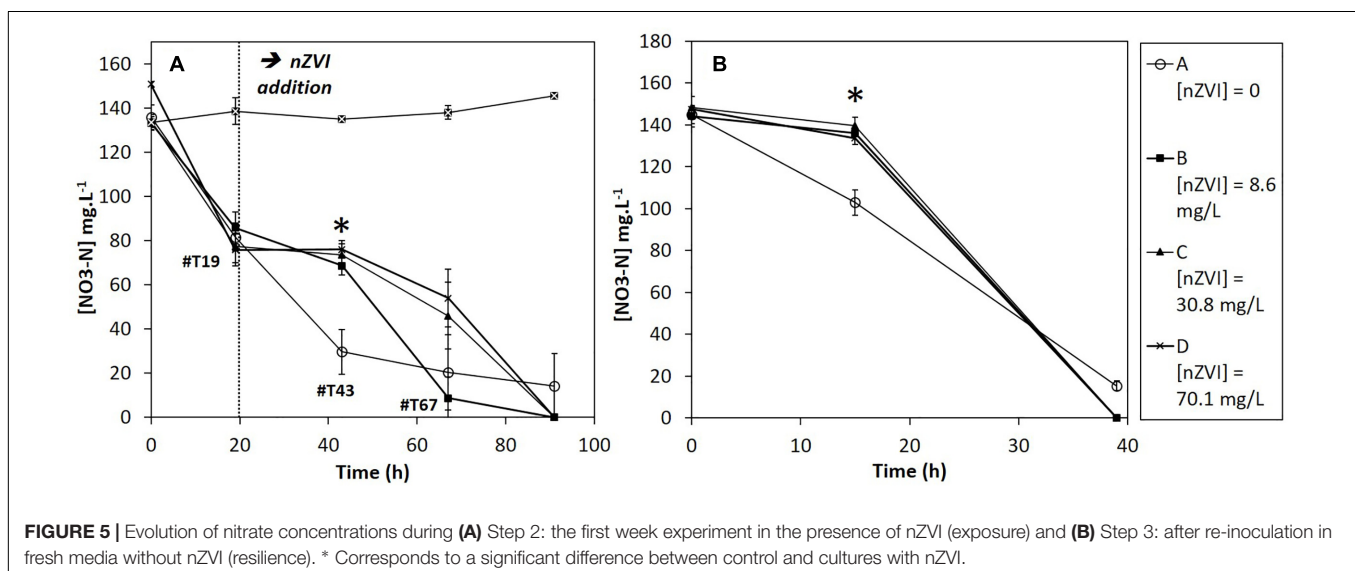 A
➔ nZVI
addition
*
#T19
#T43
#T67
160
140
120
100
80
60
40
20
0
[NO3-N] mg.L-1
0 20 40 60 80 100
Time (h)
B
*
180
160
140
120
100
80
60
40
20
0
[NO3-N] mg.L-1
0 10 20 30 40
Time (h)
A
[nZVI] = 0
B
[nZVI] = 8.6
mg/L
C
[nZVI] =
30.8 mg/L
D
[nZVI] =
70.1 mg/L
FIGURE 5 | Evolution of nitrate concentrations during (A) Step 2: the first week experiment in the presence of nZVI (exposure) and (B) Step 3: after re-inoculation in
fresh media without nZVI (resilience). * Corresponds to a significant difference between control and cultures with nZVI.